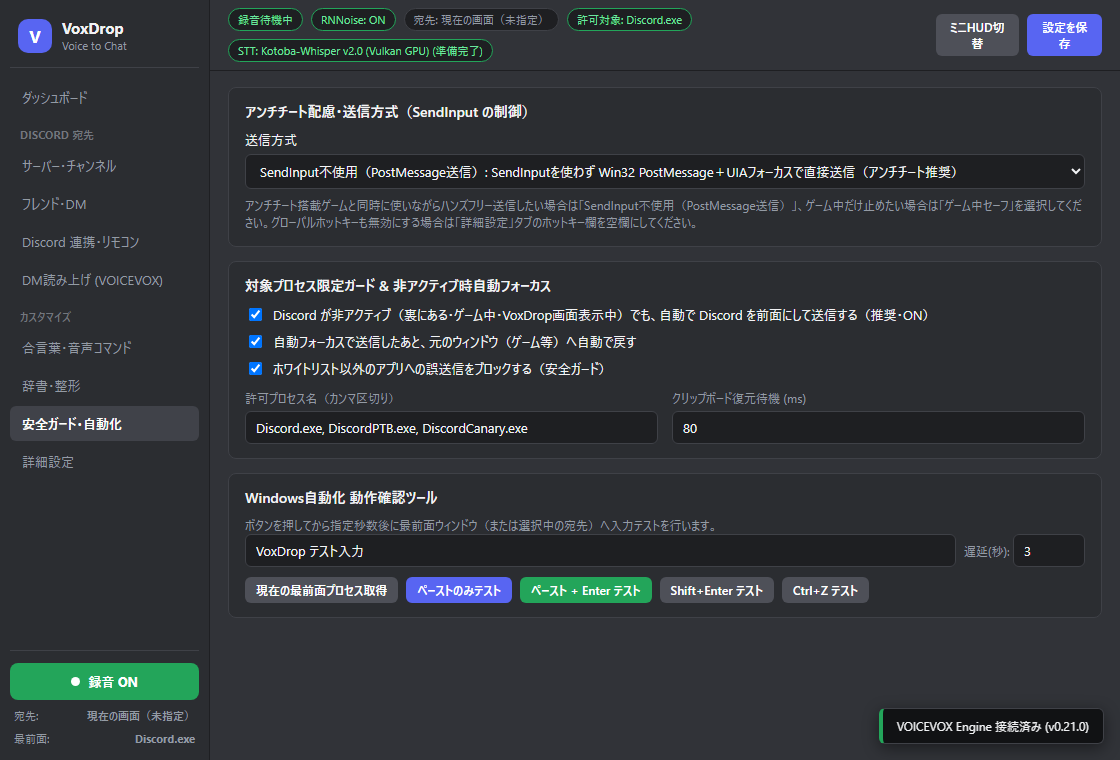 V
VoxDrop
Voice to Chat
ダッシュボード
DISCORD 宛先
サーバー・チャンネル
フレンド・DM
Discord 連携・リモコン
DM読み上げ (VOICEVOX)
カスタマイズ
合言葉・音声コマンド
辞書・整形
安全ガード・自動化
詳細設定
● 録音 ON
宛先: 現在の画面（未指定）
最前面: Discord.exe
録音待機中 RNNoise: ON 宛先: 現在の画面（未指定） 許可対象: Discord.exe
STT: Kotoba-Whisper v2.0 (Vulkan GPU) (準備完了)
ミニHUD切
替
設定を保
存
アンチチート配慮・送信方式（SendInput の制御）
送信方式
SendInput不使用（PostMessage送信）: SendInputを使わず Win32 PostMessage＋UIAフォーカスで直接送信（アンチチート推奨）
アンチチート搭載ゲームと同時に使いながらハンズフリー送信したい場合は「SendInput不使用（PostMessage送信）」、ゲーム中だけ止めたい場合は「ゲーム中セーフ」を選択してくだ
さい。グローバルホットキーも無効にする場合は「詳細設定」タブのホットキー欄を空欄にしてください。
対象プロセス限定ガード & 非アクティブ時自動フォーカス
Discord が非アクティブ（裏にある・ゲーム中・VoxDrop画面表示中）でも、自動で Discord を前面にして送信する（推奨・ON）
自動フォーカスで送信したあと、元のウィンドウ（ゲーム等）へ自動で戻す
ホワイトリスト以外のアプリへの誤送信をブロックする（安全ガード）
許可プロセス名（カンマ区切り） クリップボード復元待機 (ms)
Discord.exe, DiscordPTB.exe, DiscordCanary.exe 80
Windows自動化 動作確認ツール
ボタンを押してから指定秒数後に最前面ウィンドウ（または選択中の宛先）へ入力テストを行います。
VoxDrop テスト入力 遅延(秒): 3
現在の最前面プロセス取得 ペーストのみテスト ペースト + Enter テスト Shift+Enter テスト Ctrl+Z テスト
VOICEVOX Engine 接続済み (v0.21.0)